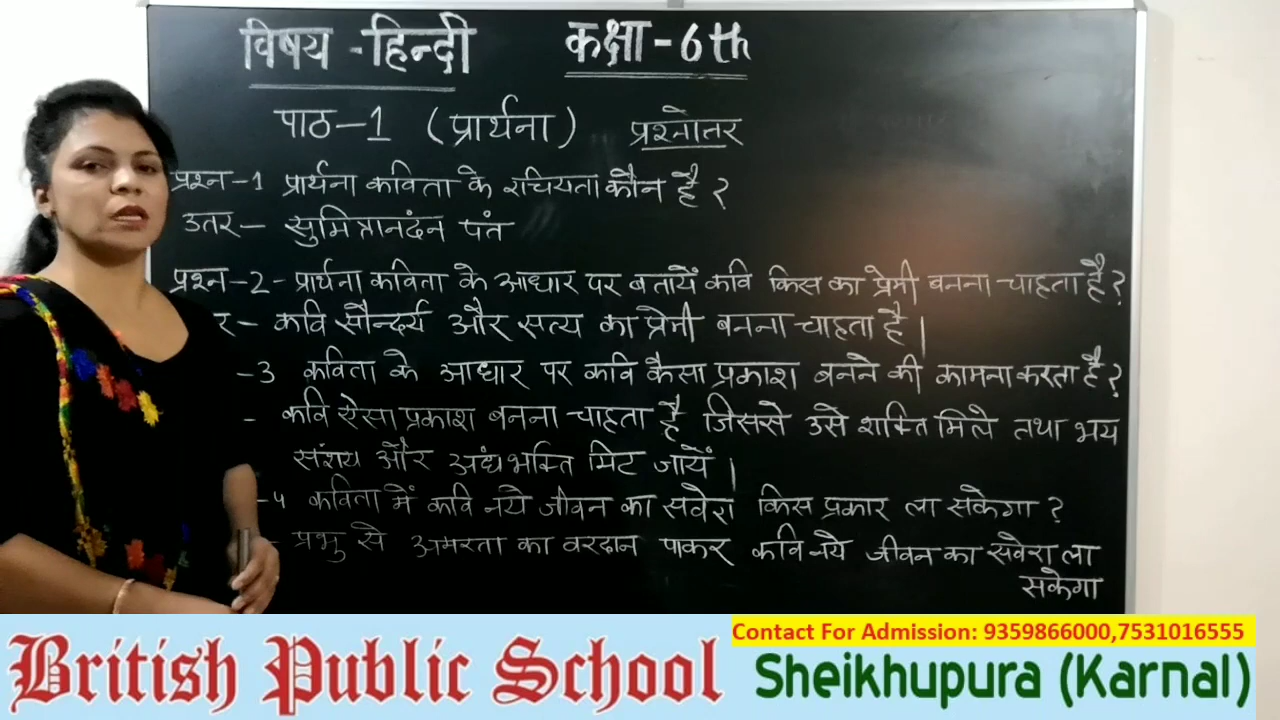 विषय -हिन्दी कक्षा - 6th
पाठ-1 (प्रार्थना) प्रश्नोतर
प्रश्न-1 प्रार्थना कविता के रचियता कौन है ?
उतर- सुमित्रानंदन पंत
प्रश्न-2- प्रार्थना कविता के आधार पर बतायें कवि किस का प्रेमी बनना चाहता है ?
र- कवि सौन्दर्य और सत्य का प्रेमी बनना चाहता है।
-3 कविता के आधार पर कवि कैसा प्रकाश बनने की कामना करता है ?
- कवि ऐसा प्रकाश बनना चाहता है जिससे उसे शक्ति मिले तथा भय
संशय और अंधभक्ति मिट जायें।
-4 कविता में कवि नये जीवन का सवेरा किस प्रकार ला सकेगा ?
- प्रभु से अमरता का वरदान पाकर कवि नये जीवन का सवेरा ला
सकेगा
Contact For Admission: 9359866000,7531016555
British Public School Sheikhupura (Karnal)